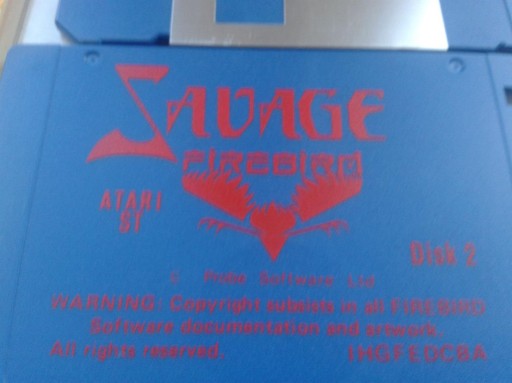 SAVAGE
FIREBIRD
ATARI
ST
Disk 2
c Probe Software Ltd
WARNING: Copyright subsists in all FIREBIRD
Software documentation and artwork.
All rights reserved. IHGFEDCBA